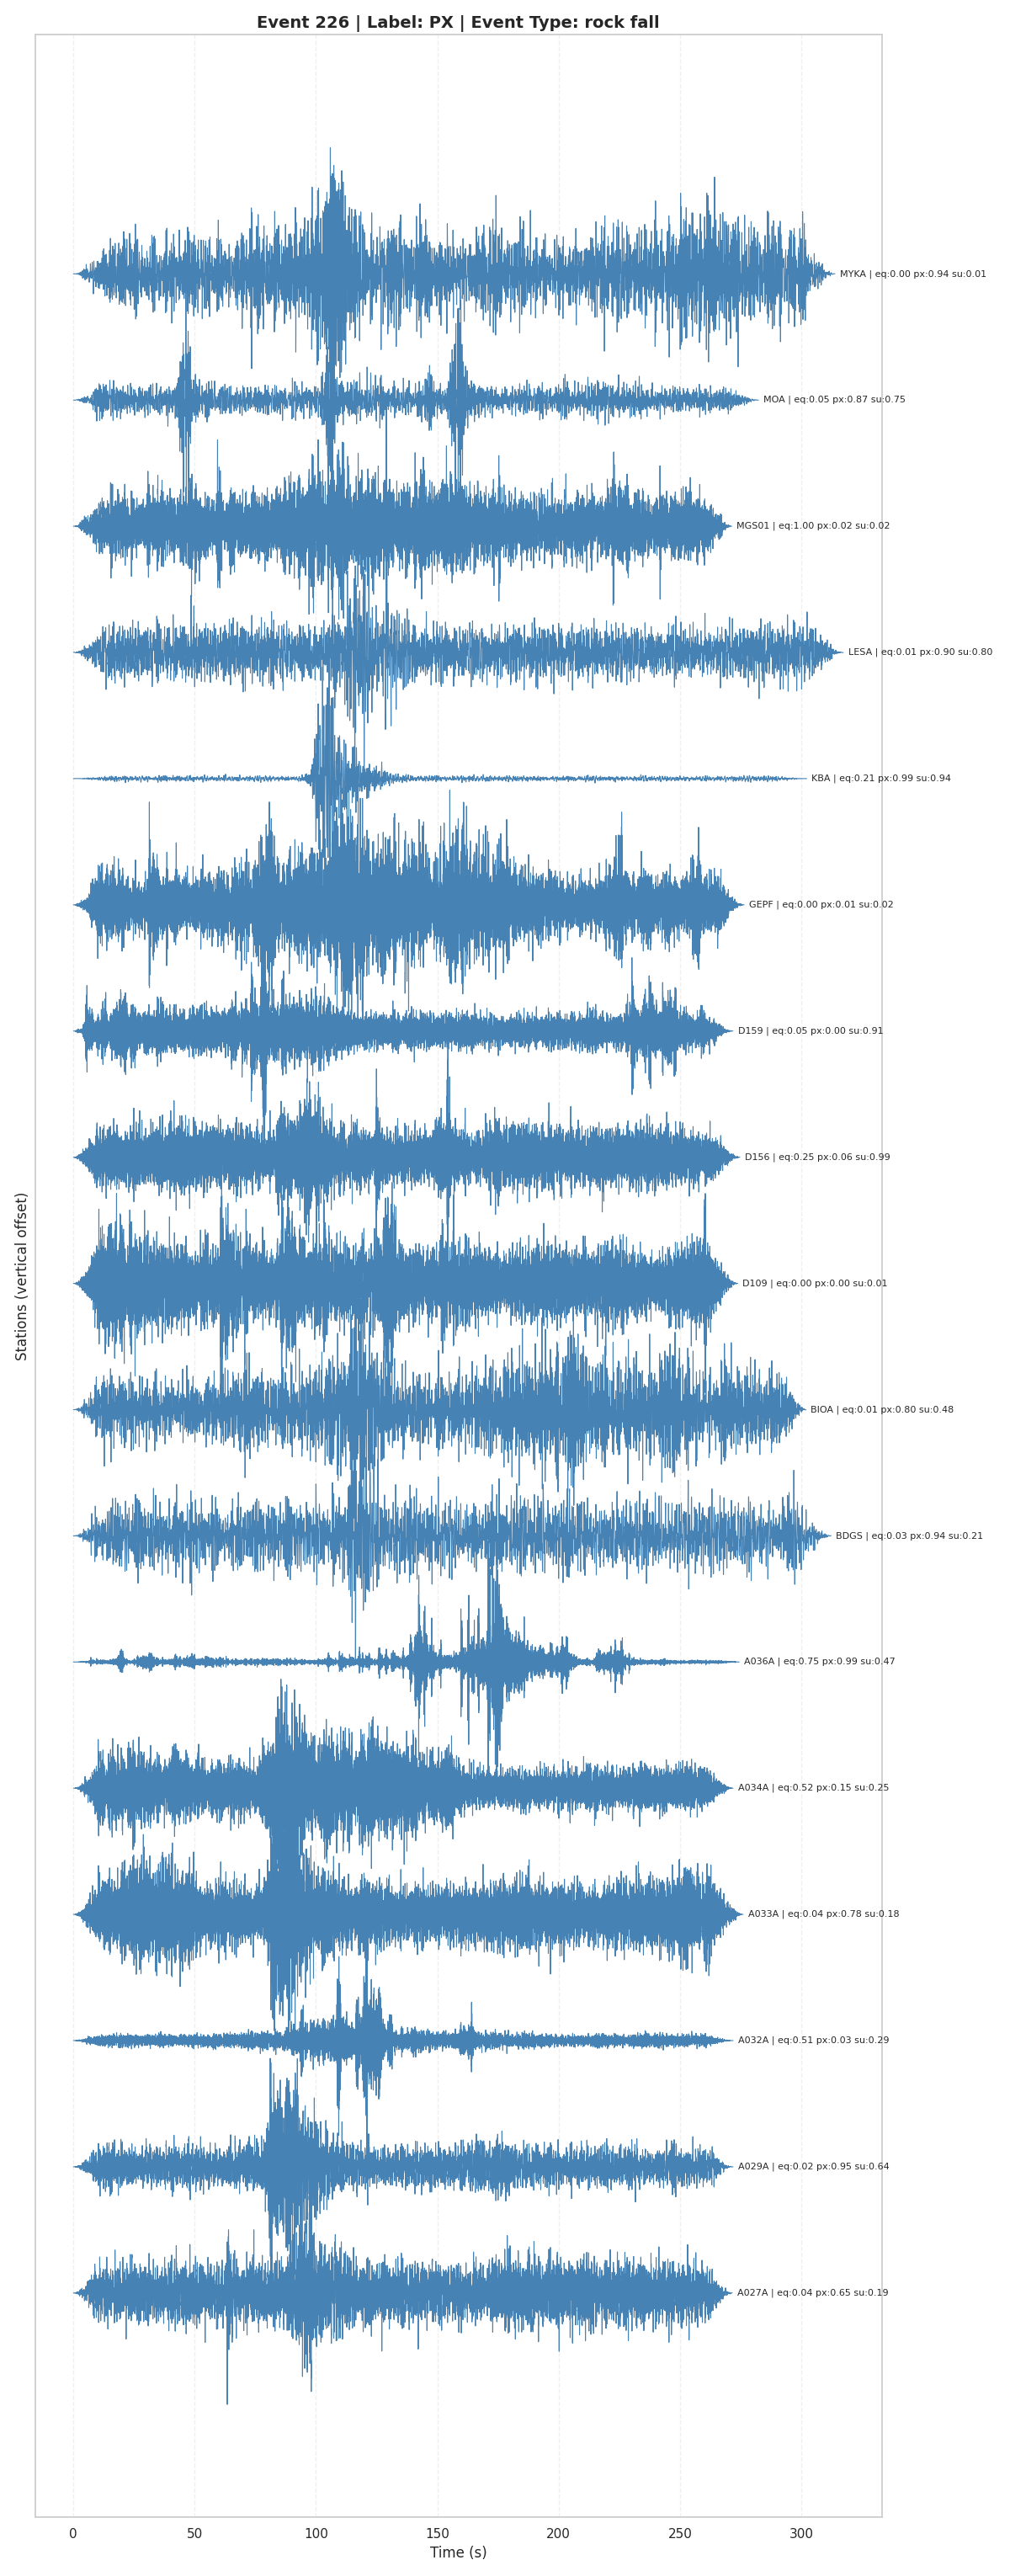 Event 226 | Label: PX | Event Type: rock fall
MYKA | eq:0.00 px:0.94 su:0.01
MOA | eq:0.05 px:0.87 su:0.75
MGS01 | eq:1.00 px:0.02 su:0.02
LESA | eq:0.01 px:0.90 su:0.80
KBA | eq:0.21 px:0.99 su:0.94
GEPF | eq:0.00 px:0.01 su:0.02
D159 | eq:0.05 px:0.00 su:0.91
D156 | eq:0.25 px:0.06 su:0.99
D109 | eq:0.00 px:0.00 su:0.01
BIOA | eq:0.01 px:0.80 su:0.48
BDGS | eq:0.03 px:0.94 su:0.21
A036A | eq:0.75 px:0.99 su:0.47
A034A | eq:0.52 px:0.15 su:0.25
A033A | eq:0.04 px:0.78 su:0.18
A032A | eq:0.51 px:0.03 su:0.29
A029A | eq:0.02 px:0.95 su:0.64
A027A | eq:0.04 px:0.65 su:0.19
Stations (vertical offset)
0 50 100 150 200 250 300
Time (s)